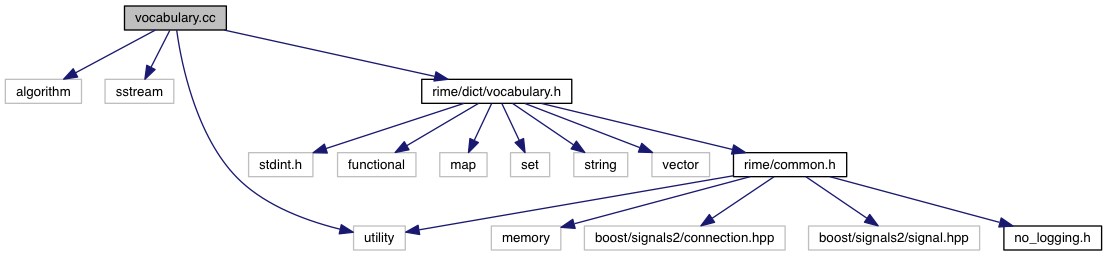 vocabulary.cc
algorithm
sstream
rime/dict/vocabulary.h
stdint.h
functional
map
set
string
vector
rime/common.h
utility
memory
boost/signals2/connection.hpp
boost/signals2/signal.hpp
no_logging.h